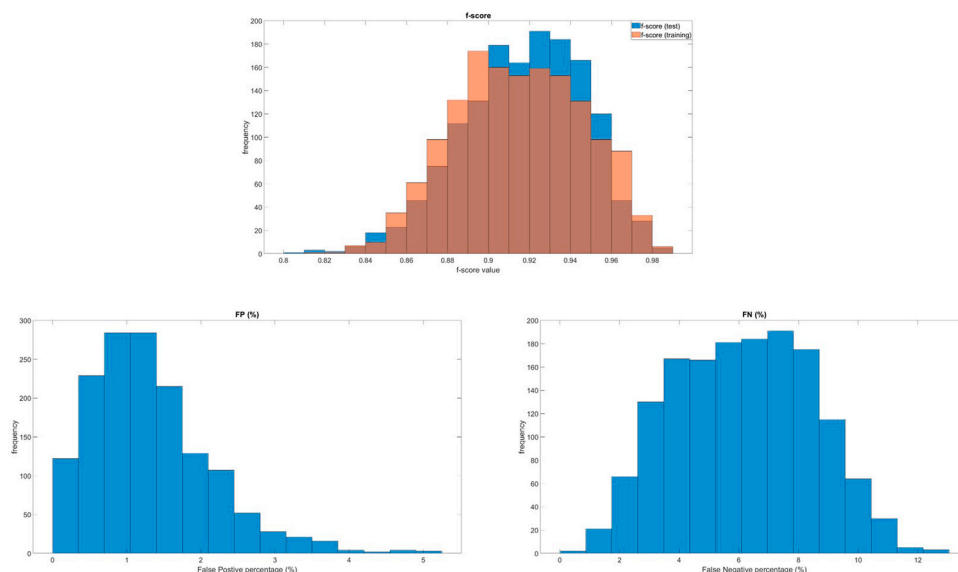 f-score
f-score (test)
f-score (training)
200
180
160
140
120
100
80
60
40
20
0
frequency
0.8 0.82 0.84 0.86 0.88 0.9 0.92 0.94 0.96 0.98
f-score value
FP (%)
300
250
200
150
100
50
0
frequency
0 1 2 3 4 5
False Postive percentage (%)
FN (%)
200
180
160
140
120
100
80
60
40
20
0
frequency
0 2 4 6 8 10 12
False Negative percentage (%)